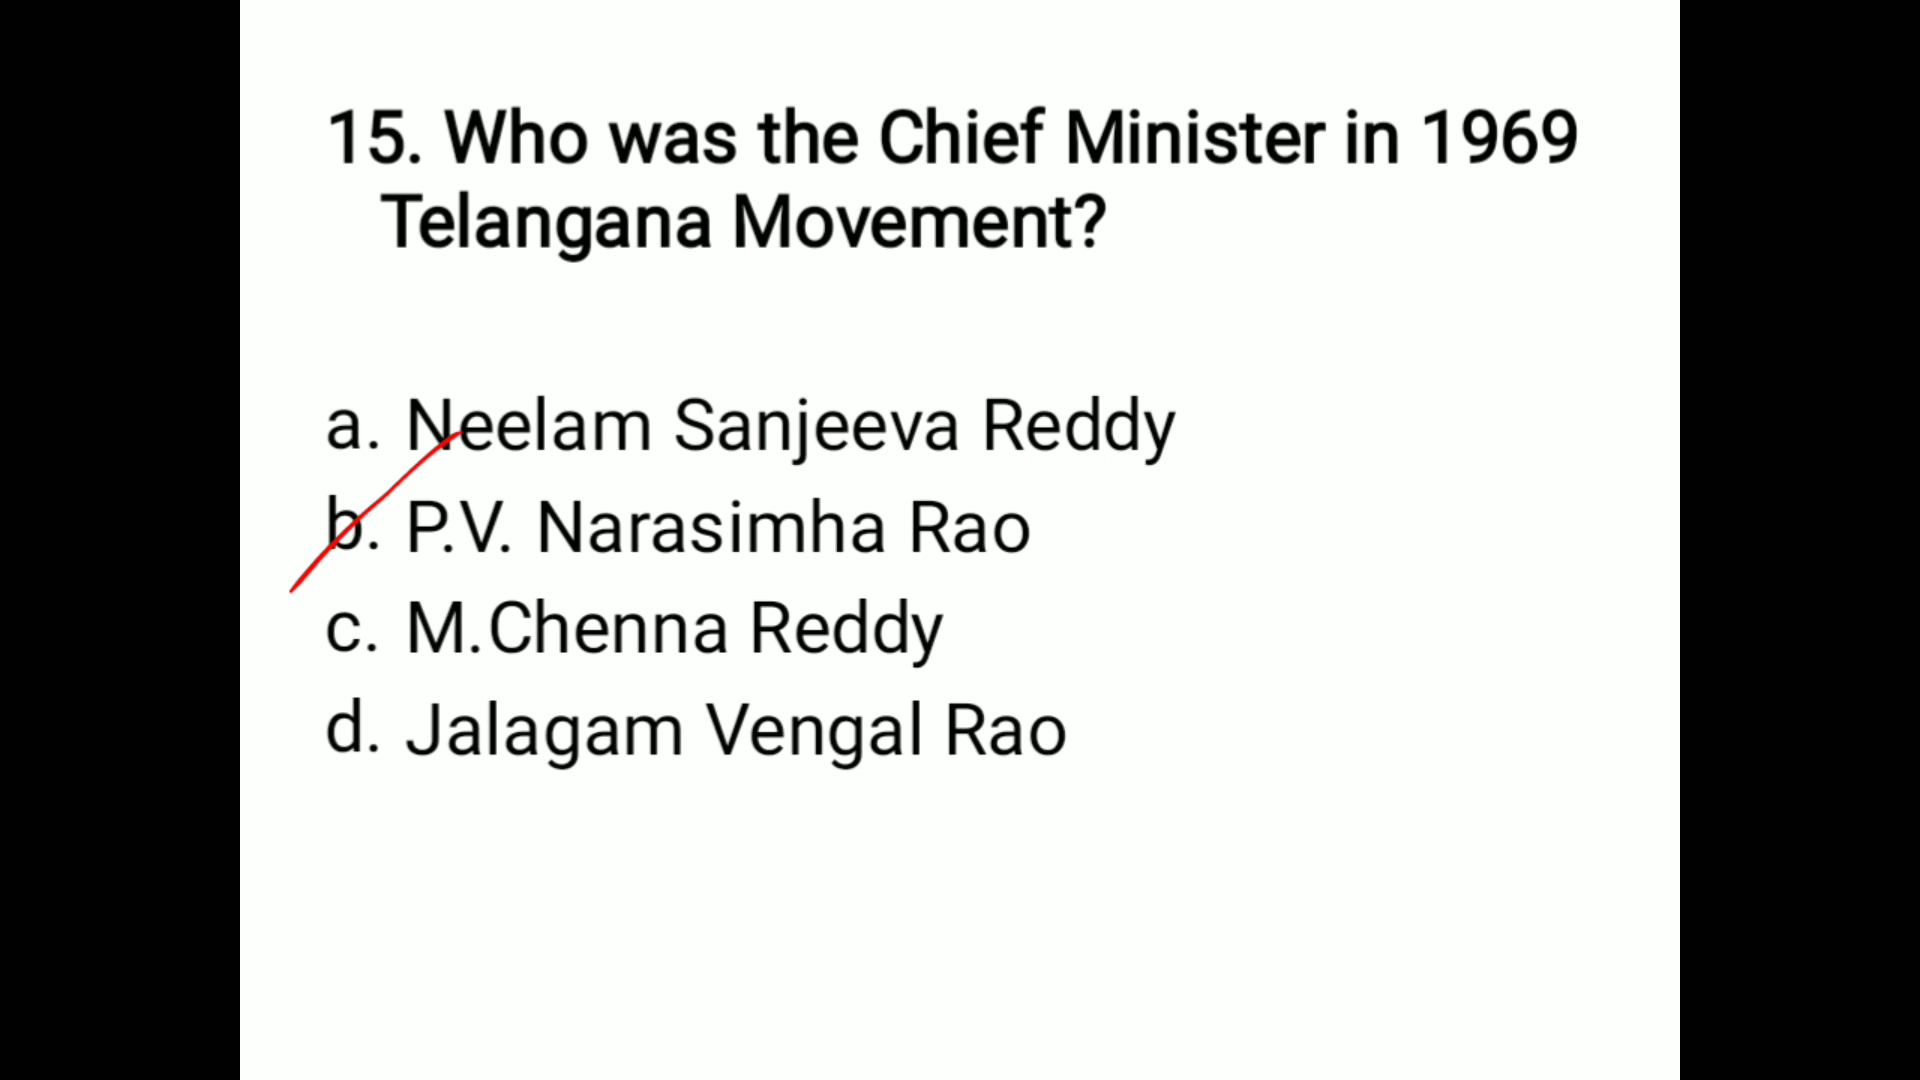 15. Who was the Chief Minister in 1969
Telangana Movement?
a. Neelam Sanjeeva Reddy
b. P.V. Narasimha Rao
c. M.Chenna Reddy
d. Jalagam Vengal Rao